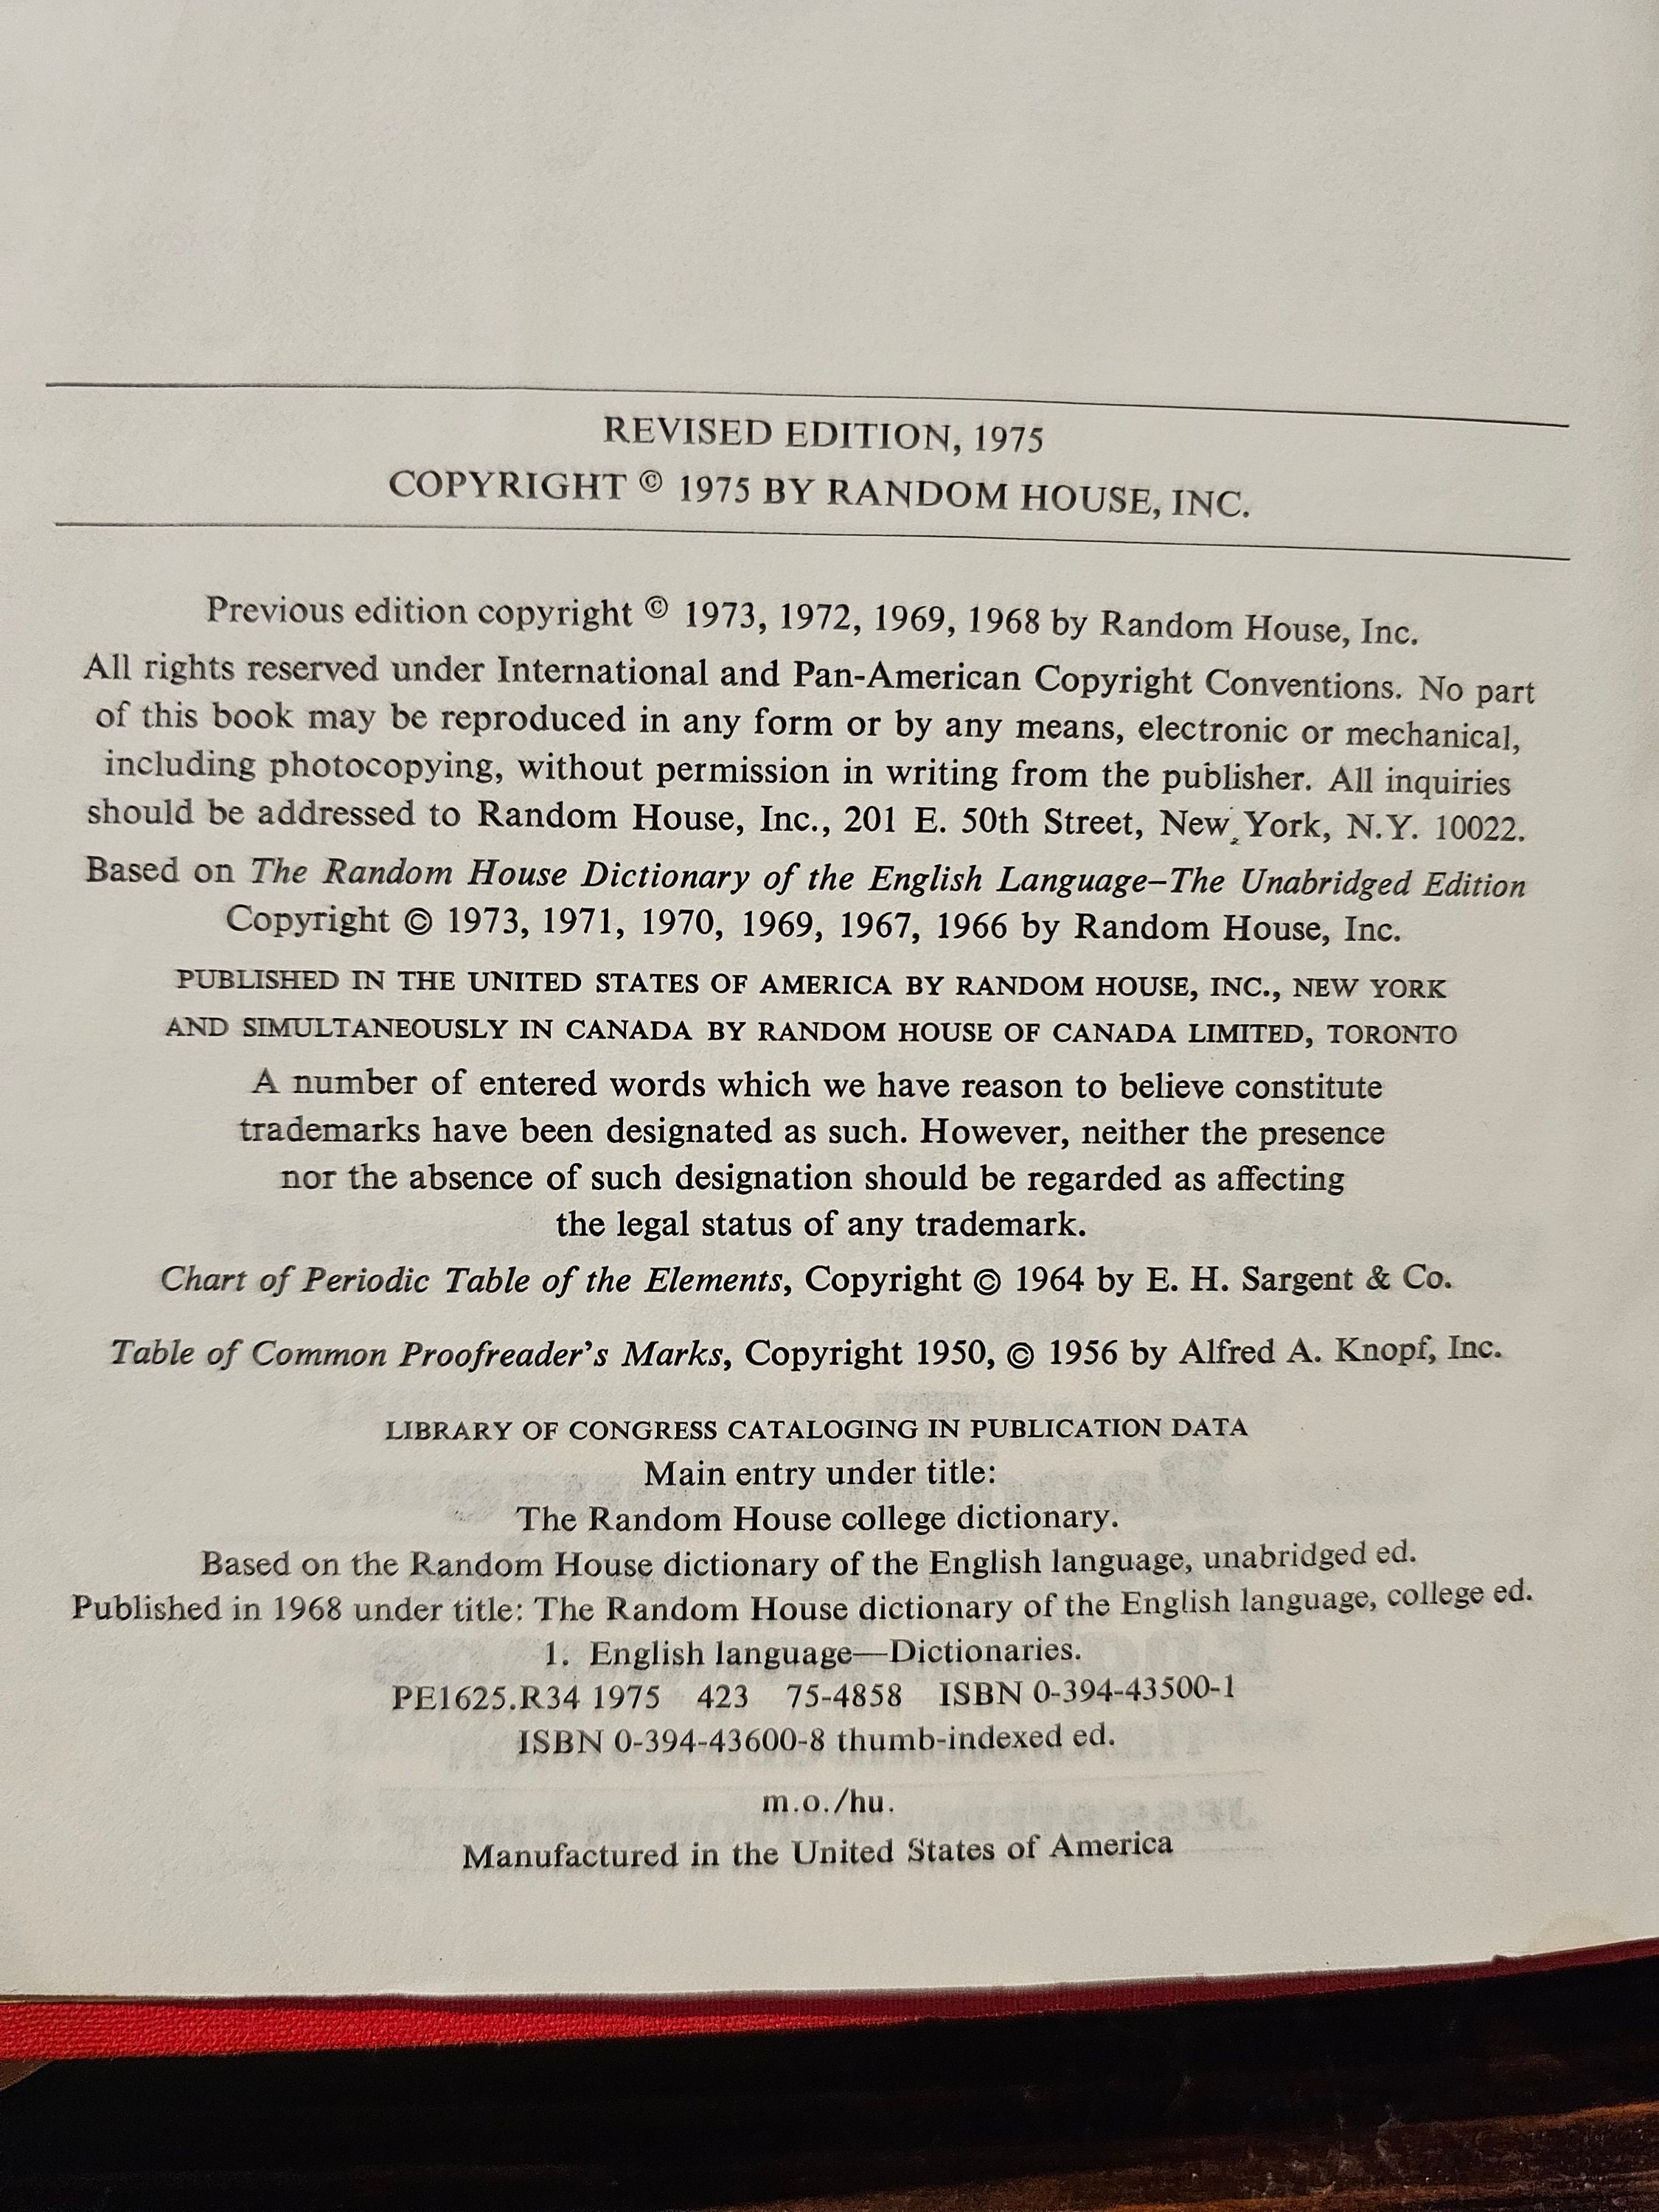 REVISED EDITION, 1975
COPYRIGHT © 1975 BY RANDOM HOUSE, INC.
Previous edition copyright © 1973, 1972, 1969, 1968 by Random House, Inc.
All rights reserved under International and Pan-American Copyright Conventions. No part
of this book may be reproduced in any form or by any means, electronic or mechanical,
including photocopying, without permission in writing from the publisher. All inquiries
should be addressed to Random House, Inc., 201 E. 50th Street, New York, N.Y. 10022.
Based on The Random House Dictionary of the English Language–The Unabridged Edition
Copyright © 1973, 1971, 1970, 1969, 1967, 1966 by Random House, Inc.
PUBLISHED IN THE UNITED STATES OF AMERICA BY RANDOM HOUSE, INC., NEW YORK
AND SIMULTANEOUSLY IN CANADA BY RANDOM HOUSE OF CANADA LIMITED, TORONTO
A number of entered words which we have reason to believe constitute
trademarks have been designated as such. However, neither the presence
nor the absence of such designation should be regarded as affecting
the legal status of any trademark.
Chart of Periodic Table of the Elements, Copyright © 1964 by E. H. Sargent & Co.
Table of Common Proofreader's Marks, Copyright 1950, © 1956 by Alfred A. Knopf, Inc.
LIBRARY OF CONGRESS CATALOGING IN PUBLICATION DATA
Main entry under title:
The Random House college dictionary.
Based on the Random House dictionary of the English language, unabridged ed.
Published in 1968 under title: The Random House dictionary of the English language, college ed.
1. English language—Dictionaries.
PE1625.R34 1975 423 75-4858 ISBN 0-394-43500-1
ISBN 0-394-43600-8 thumb-indexed ed.
m.o./hu.
Manufactured in the United States of America